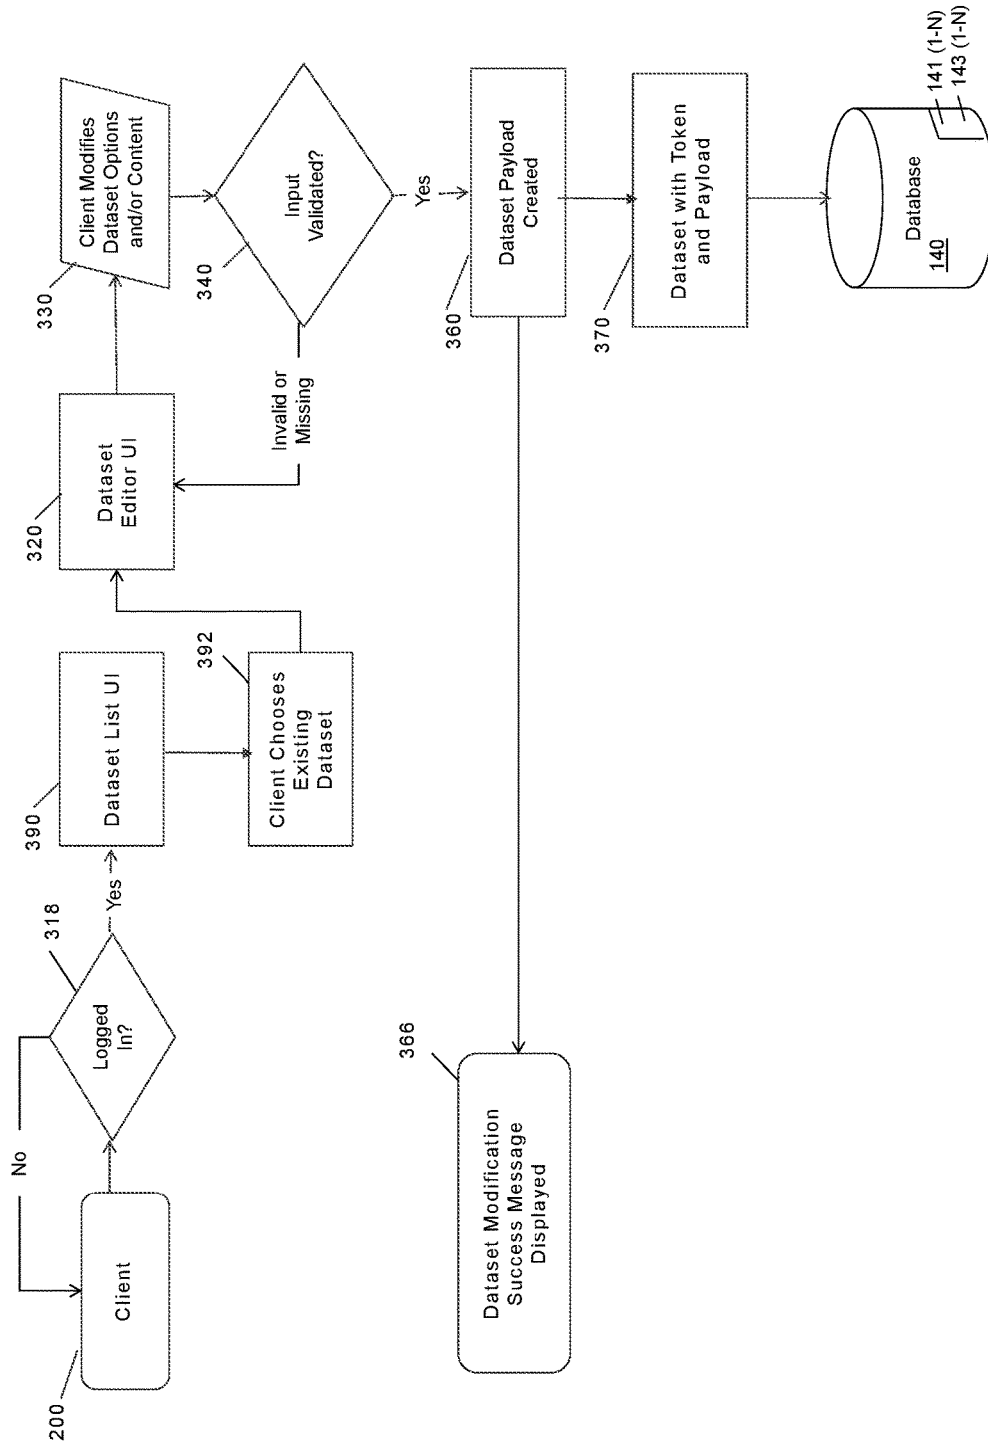 200
Client
No
Logged
In?
318
Yes
390
Dataset List UI
392
Client Chooses
Existing
Dataset
320
Dataset
Editor UI
330
Client Modifies
Dataset Options
and/or Content
340
Input
Validated?
Invalid or
Missing
Yes
360
Dataset Payload
Created
366
Dataset Modification
Success Message
Displayed
370
Dataset with Token
and Payload
Database
140
141 (1-N)
143 (1-N)